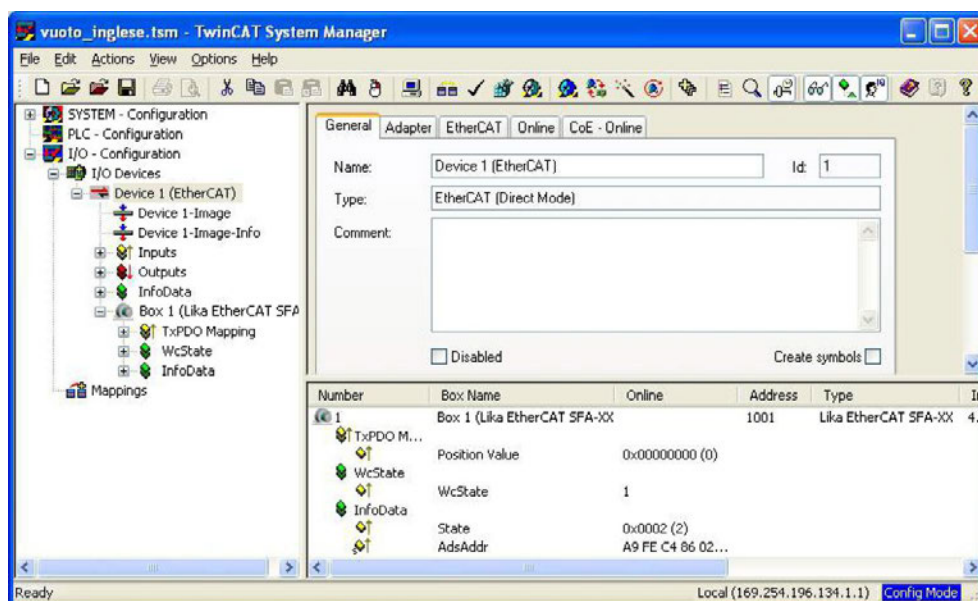 vuoto_inglese.tsm - TwinCAT System Manager
File Edit Actions View Options Help
SYSTEM - Configuration
PLC - Configuration
I/O - Configuration
I/O Devices
Device 1 (EtherCAT)
Device 1-Image
Device 1-Image-Info
Inputs
Outputs
InfoData
Box 1 (Lika EtherCAT SFA
TxPDO Mapping
WcState
InfoData
Mappings
General Adapter EtherCAT Online CoE - Online
Name: Device 1 (EtherCAT) Id: 1
Type: EtherCAT (Direct Mode)
Comment:
Disabled Create symbols
Number Box Name Online Address Type
1 Box 1 (Lika EtherCAT SFA-XX 1001 Lika EtherCAT SFA-XX 4.
TxPDO M...
Position Value 0x00000000 (0)
WcState
WcState 1
InfoData
State 0x0002 (2)
AdsAddr A9 FE C4 86 02...
Ready Local (169.254.196.134.1.1) Config Mode